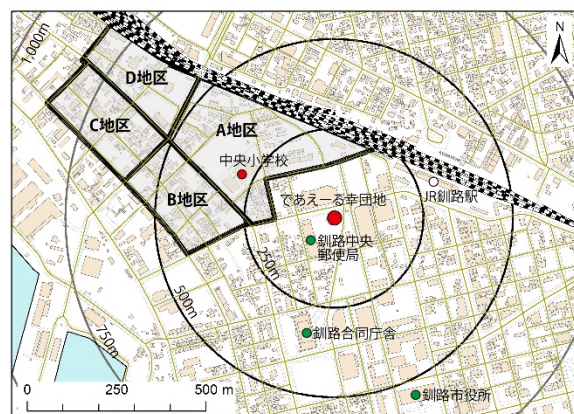 1,000m
N
D地区
C地区
A地区
中央小学校
B地区
であえーる幸団地
JR釧路駅
釧路中央
郵便局
250m
500m
750m
釧路合同庁舎
釧路市役所
0 250 500 m